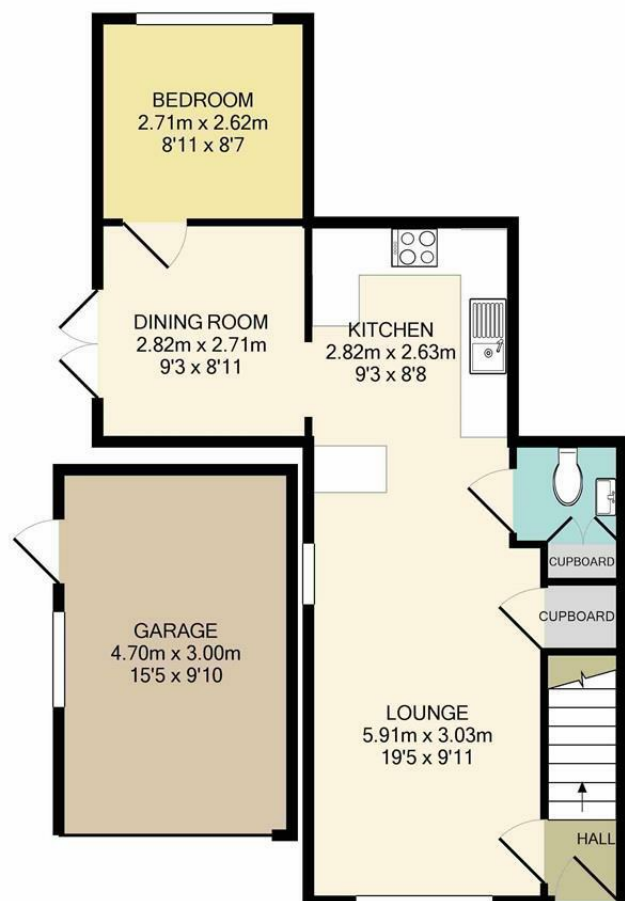 BEDROOM
2.71m x 2.62m
8'11 x 8'7
DINING ROOM
2.82m x 2.71m
9'3 x 8'11
KITCHEN
2.82m x 2.63m
9'3 x 8'8
CUPBOARD
CUPBOARD
GARAGE
4.70m x 3.00m
15'5 x 9'10
LOUNGE
5.91m x 3.03m
19'5 x 9'11
HALL